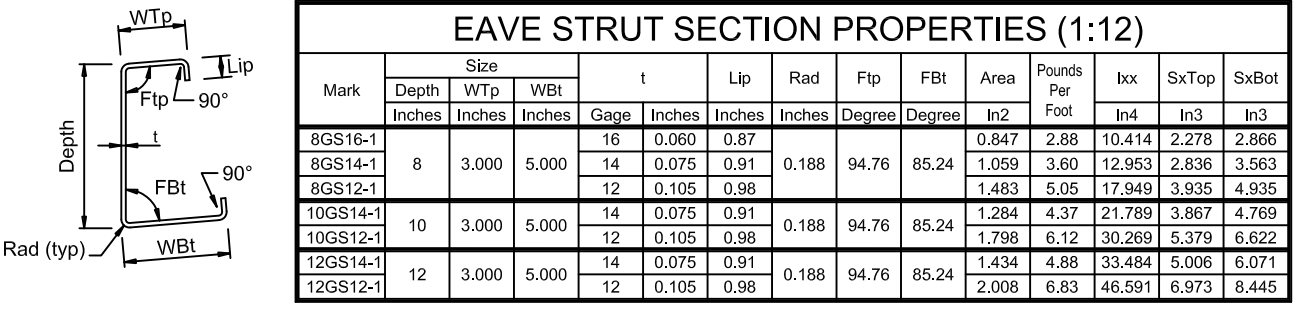 WTp
Lip
Ftp
90°
Depth
t
FBt
90°
Rad (typ)
WBt
EAVE STRUT SECTION PROPERTIES (1:12)
Mark Size t Lip Rad Ftp FBt Area Pounds Per Foot Ixx SxTop SxBot
Depth WTp WBt
Inches Inches Inches Gage Inches Inches Inches Degree Degree In2 In4 In3 In3
8GS16-1 8 3.000 5.000 16 0.060 0.87 0.188 94.76 85.24 0.847 2.88 10.414 2.278 2.866
8GS14-1 14 0.075 0.91 1.059 3.60 12.953 2.836 3.563
8GS12-1 12 0.105 0.98 1.483 5.05 17.949 3.935 4.935
10GS14-1 10 3.000 5.000 14 0.075 0.91 0.188 94.76 85.24 1.284 4.37 21.789 3.867 4.769
10GS12-1 12 0.105 0.98 1.798 6.12 30.269 5.379 6.622
12GS14-1 12 3.000 5.000 14 0.075 0.91 0.188 94.76 85.24 1.434 4.88 33.484 5.006 6.071
12GS12-1 12 0.105 0.98 2.008 6.83 46.591 6.973 8.445